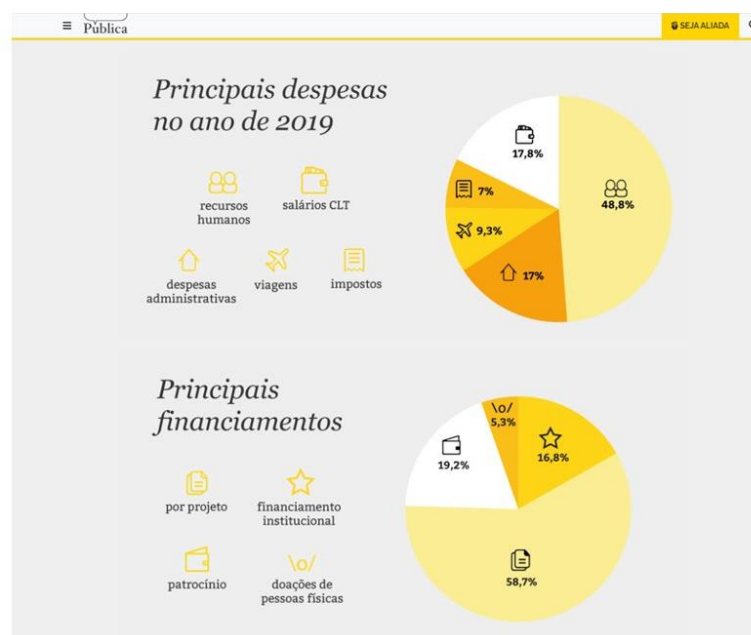 Pública
SEJA ALIADA
Principais despesas
no ano de 2019
recursos
humanos
salários CLT
despesas
administrativas
viagens
impostos
17,8%
7%
9,3%
17%
48,8%
Principais
financiamentos
por projeto
financiamento
institucional
patrocínio
\o/
doações de
pessoas físicas
\o/
5,3%
16,8%
19,2%
58,7%